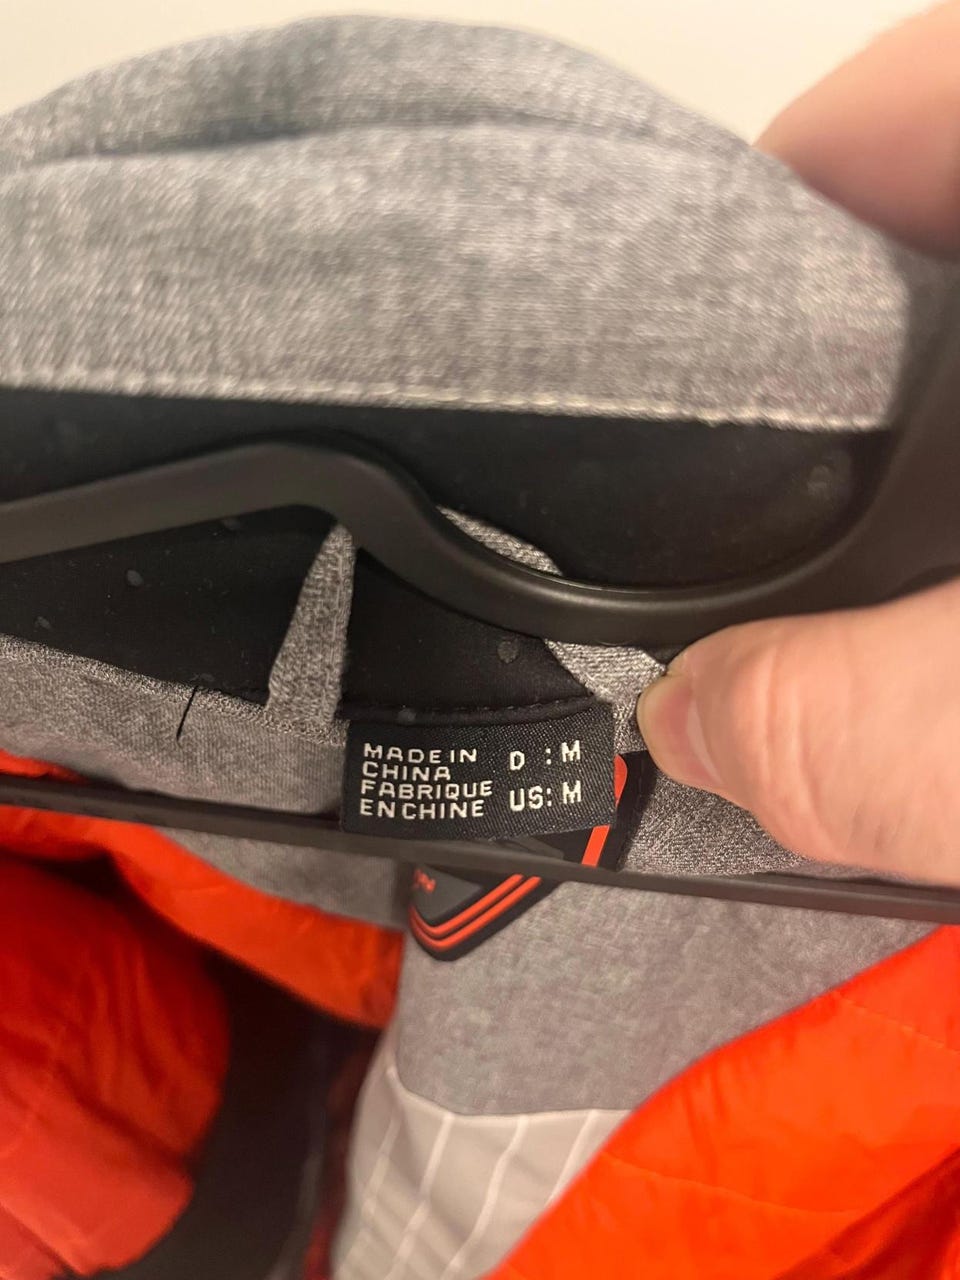 MADE IN
CHINA
FABRIQUE
EN CHINE
D : M
US: M